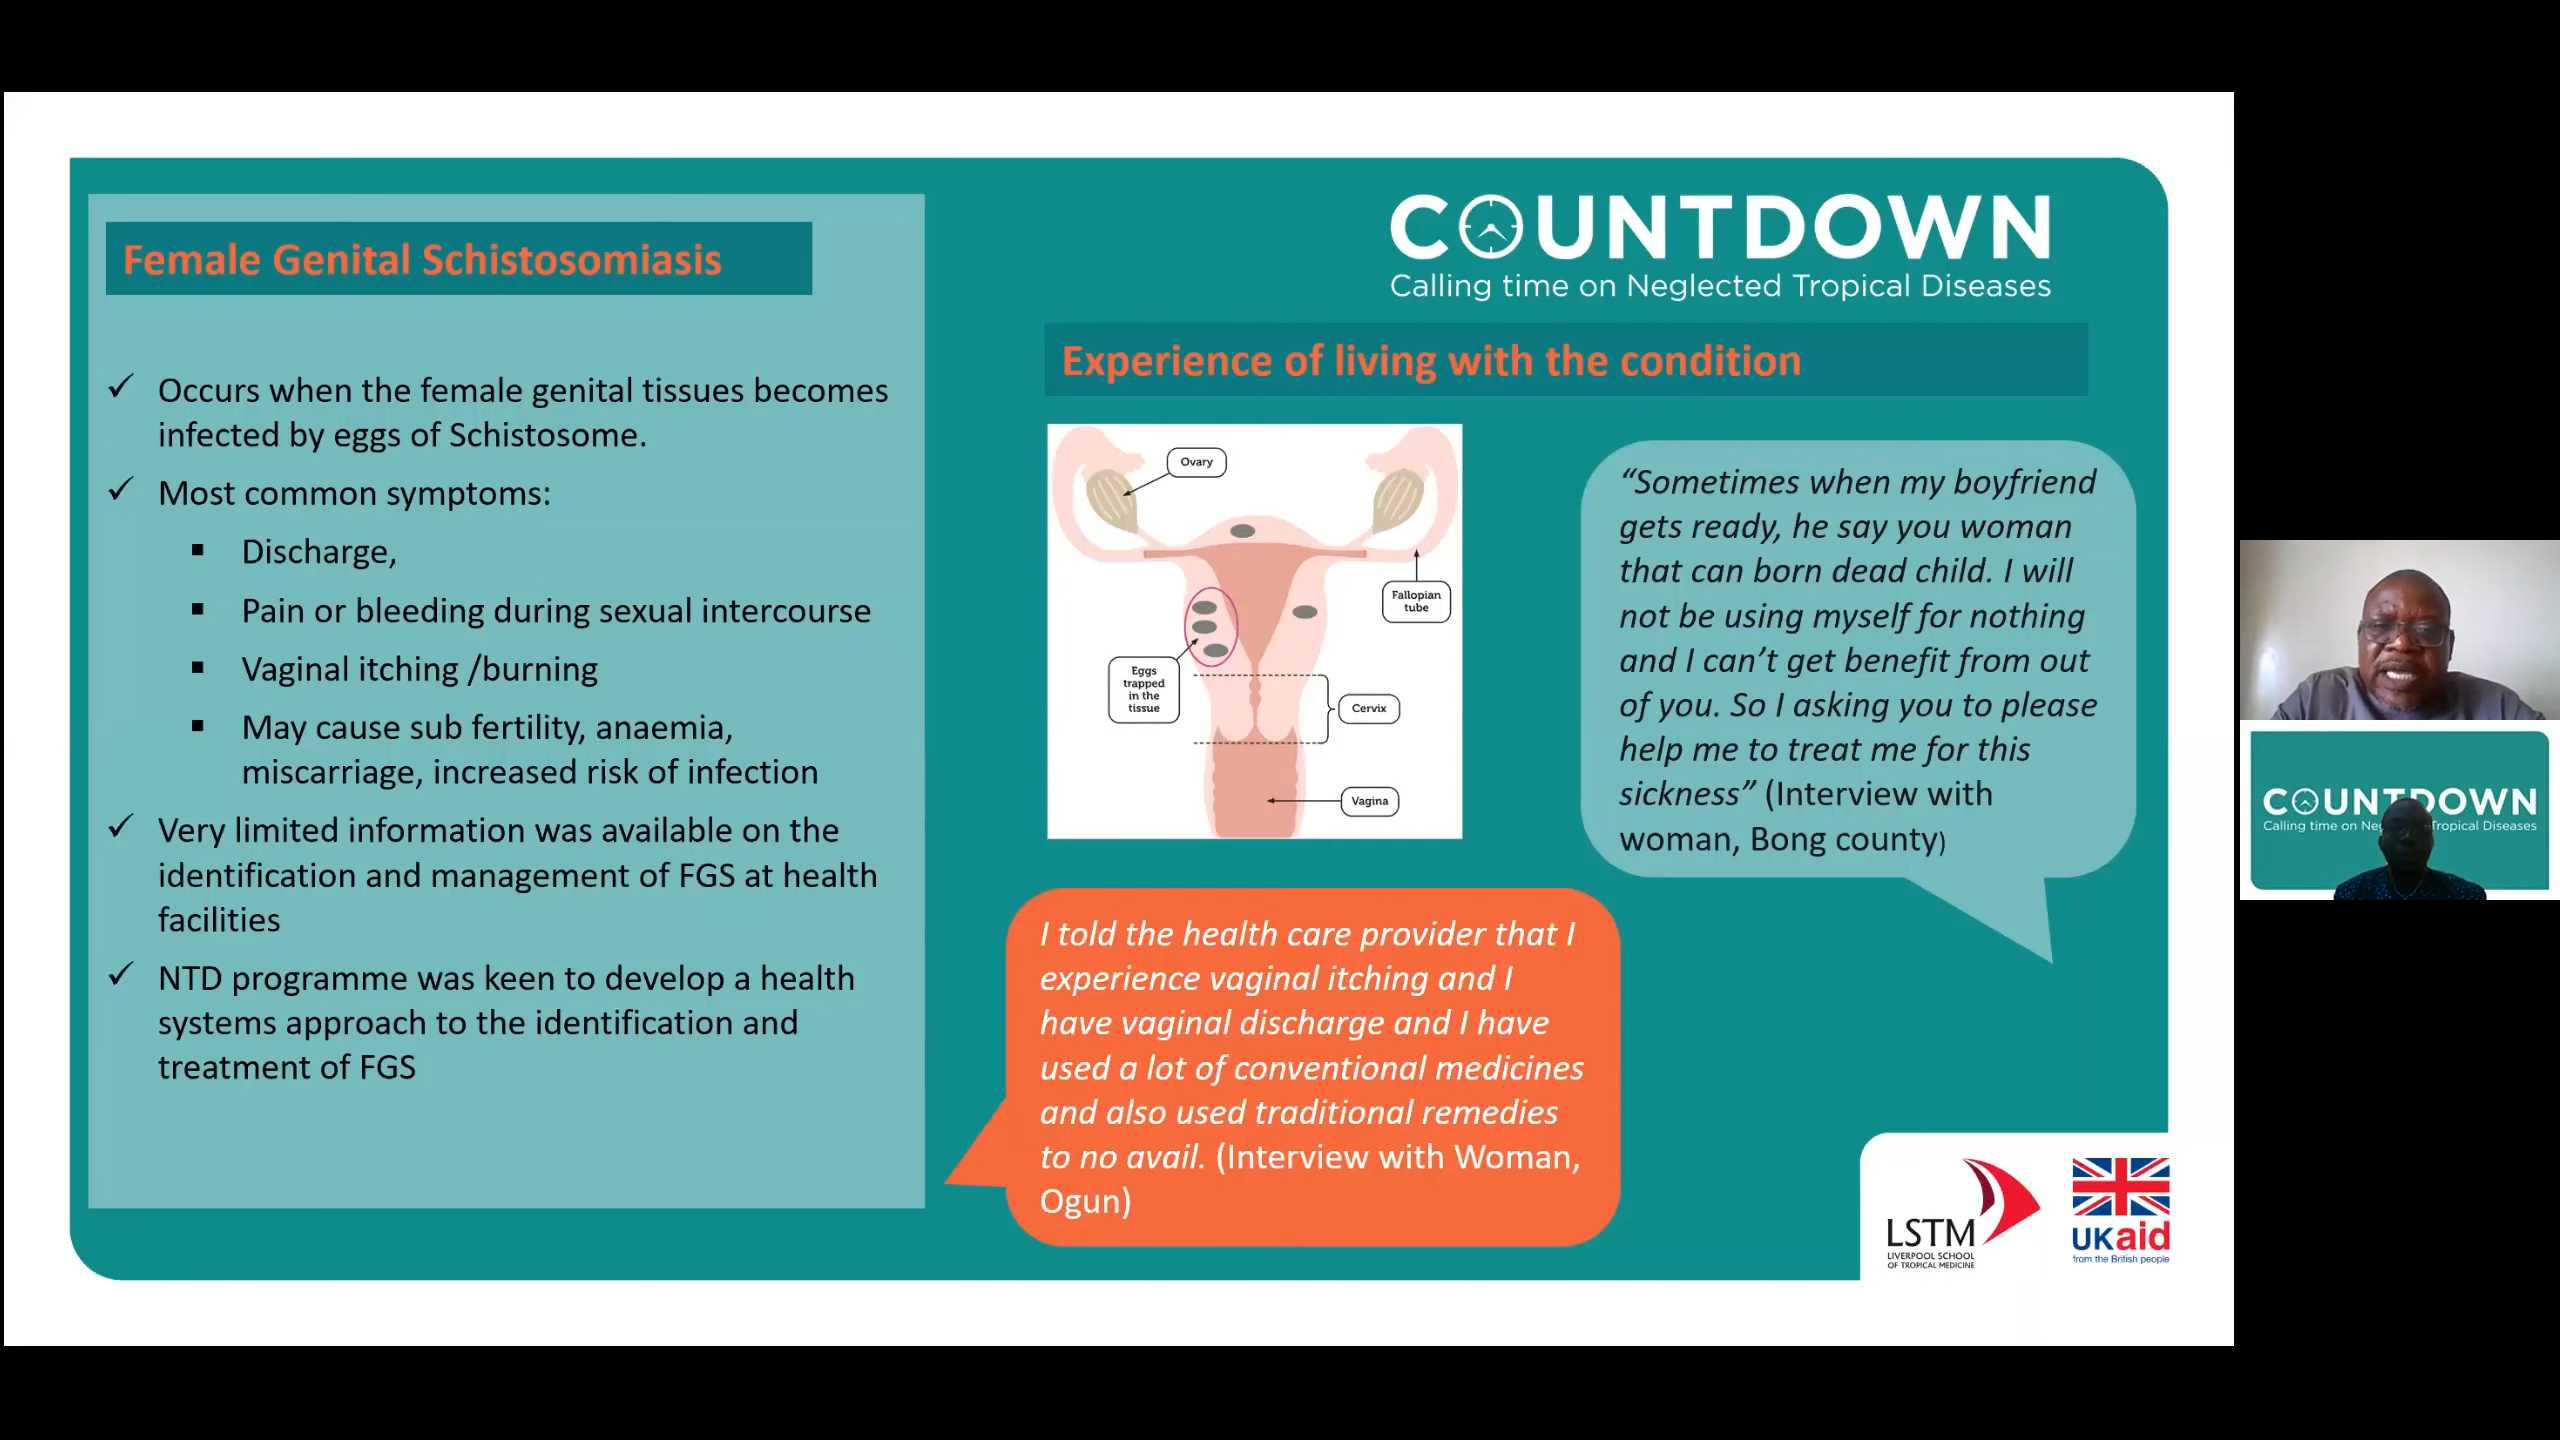 Female Genital Schistosomiasis
✓ Occurs when the female genital tissues becomes
infected by eggs of Schistosome.
✓ Most common symptoms:
▪ Discharge,
▪ Pain or bleeding during sexual intercourse
▪ Vaginal itching /burning
▪ May cause sub fertility, anaemia,
miscarriage, increased risk of infection
✓ Very limited information was available on the
identification and management of FGS at health
facilities
✓ NTD programme was keen to develop a health
systems approach to the identification and
treatment of FGS
COUNTDOWN
Calling time on Neglected Tropical Diseases
Experience of living with the condition
Ovary
Fallopian
tube
Eggs
trapped
in the
tissue
Cervix
Vagina
“Sometimes when my boyfriend
gets ready, he say you woman
that can born dead child. I will
not be using myself for nothing
and I can’t get benefit from out
of you. So I asking you to please
help me to treat me for this
sickness” (Interview with
woman, Bong county)
I told the health care provider that I
experience vaginal itching and I
have vaginal discharge and I have
used a lot of conventional medicines
and also used traditional remedies
to no avail. (Interview with Woman,
Ogun)
LSTM
LIVERPOOL SCHOOL
OF TROPICAL MEDICINE
UKaid
from the British people
COUNTDOWN
Calling time on Neg Tropical Diseases